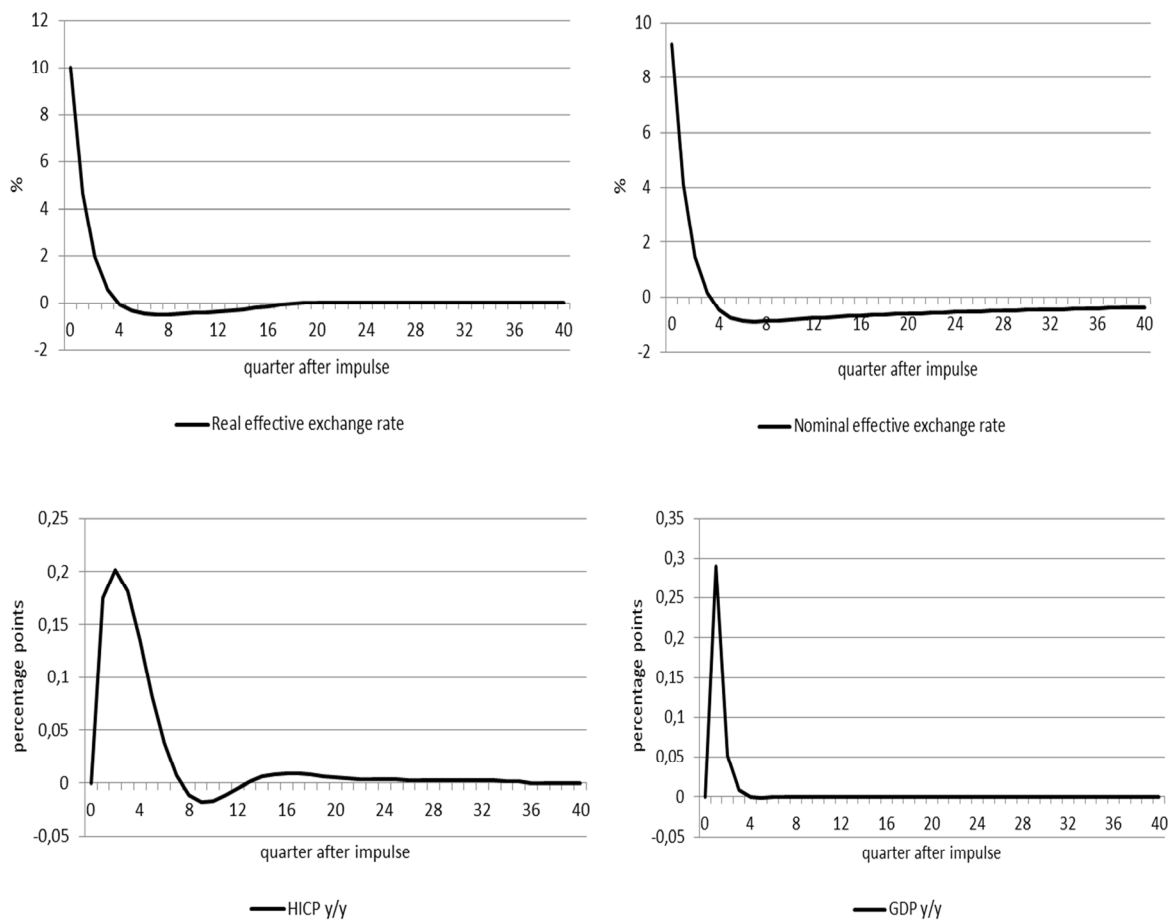 12
10
8
6
4
2
0
-2
%
0 4 8 12 16 20 24 28 32 36 40
quarter after impulse
Real effective exchange rate
10
8
6
4
2
0
-2
%
0 4 8 12 16 20 24 28 32 36 40
quarter after impulse
Nominal effective exchange rate
0,25
0,2
0,15
0,1
0,05
0
-0,05
percentage points
0 4 8 12 16 20 24 28 32 36 40
quarter after impulse
HICP y/y
0,35
0,3
0,25
0,2
0,15
0,1
0,05
0
-0,05
percentage points
0 4 8 12 16 20 24 28 32 36 40
quarter after impulse
GDP y/y